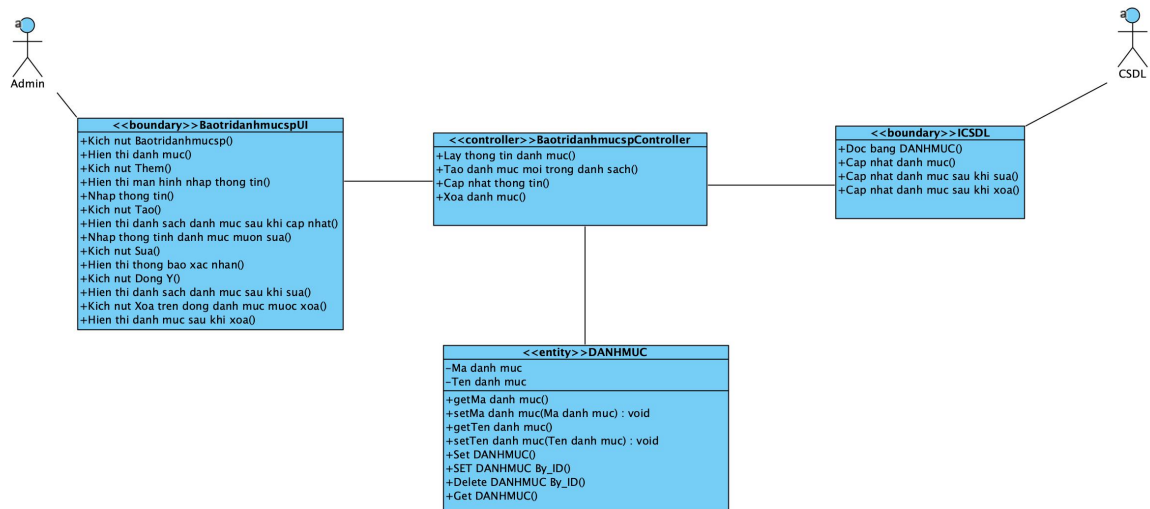 a
Admin
a
CSDL
<<boundary>>BaotridanhmucspUI
+Kich nut Baotridanhmucsp()
+Hien thi danh muc()
+Kich nut Them()
+Hien thi man hinh nhap thong tin()
+Nhap thong tin()
+Kich nut Tao()
+Hien thi danh sach danh muc sau khi cap nhat()
+Nhap thong tinh danh muc muon sua()
+Kich nut Sua()
+Hien thi thong bao xac nhan()
+Kich nut Dong Y()
+Hien thi danh sach danh muc sau khi sua()
+Kich nut Xoa tren dong danh muc muoc xoa()
+Hien thi danh muc sau khi xoa()
<<controller>>BaotridanhmucspController
+Lay thong tin danh muc()
+Tao danh muc moi trong danh sach()
+Cap nhat thong tin()
+Xoa danh muc()
<<boundary>>ICSDL
+Doc bang DANHMUC()
+Cap nhat danh muc()
+Cap nhat danh muc sau khi sua()
+Cap nhat danh muc sau khi xoa()
<<entity>>DANHMUC
-Ma danh muc
-Ten danh muc
+getMa danh muc()
+setMa danh muc(Ma danh muc) : void
+getTen danh muc()
+setTen danh muc(Ten danh muc) : void
+Set DANHMUC()
+SET DANHMUC By_ID()
+Delete DANHMUC By_ID()
+Get DANHMUC()